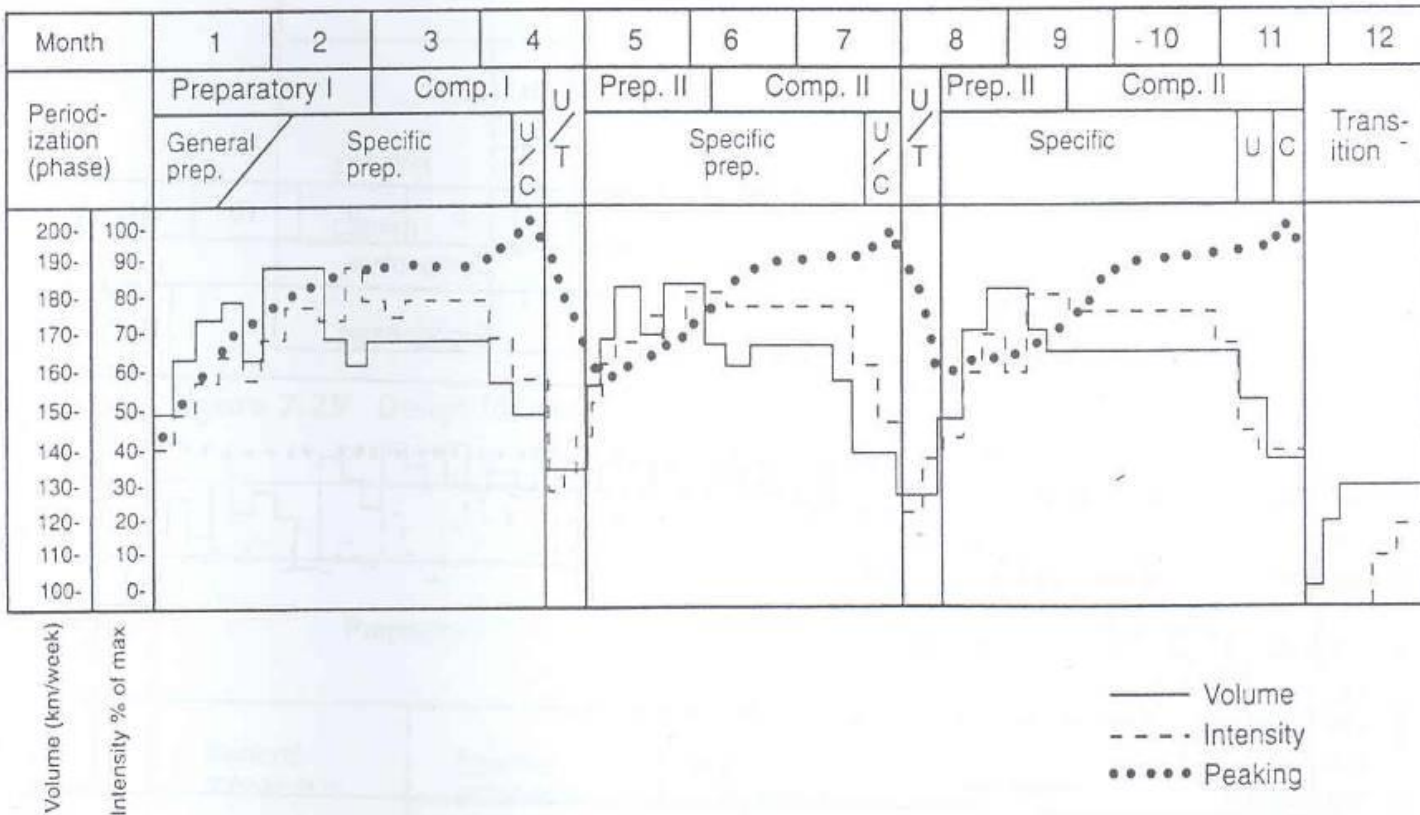 Month 1 2 3 4 5 6 7 8 9 10 11 12
Period-
ization
(phase)
Preparatory I Comp. I U/T Prep. II Comp. II U/T Prep. II Comp. II
General
prep.
Specific
prep.
U/C
Specific
prep.
U/C
Specific
U C
Trans-
ition
200- 100-
190- 90-
180- 80-
170- 70-
160- 60-
150- 50-
140- 40-
130- 30-
120- 20-
110- 10-
100- 0-
Volume (km/week)
Intensity % of max
Volume
Intensity
Peaking